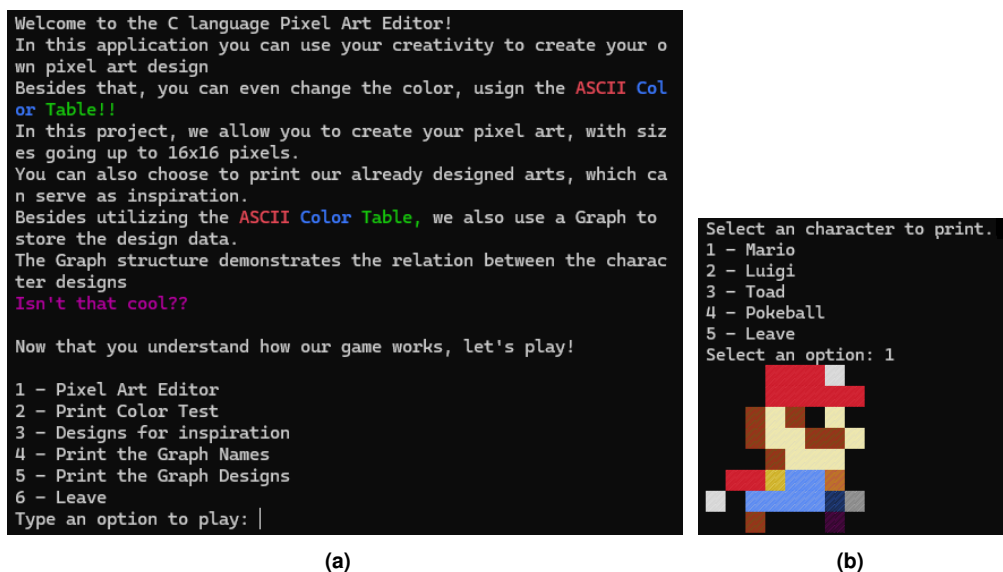 Welcome to the C language Pixel Art Editor!
In this application you can use your creativity to create your o
wn pixel art design
Besides that, you can even change the color, usign the ASCII Col
or Table!!
In this project, we allow you to create your pixel art, with siz
es going up to 16x16 pixels.
You can also choose to print our already designed arts, which ca
n serve as inspiration.
Besides utilizing the ASCII Color Table, we also use a Graph to
store the design data.
The Graph structure demonstrates the relation between the charac
ter designs
Isn't that cool??
Now that you understand how our game works, let's play!
1 - Pixel Art Editor
2 - Print Color Test
3 - Designs for inspiration
4 - Print the Graph Names
5 - Print the Graph Designs
6 - Leave
Type an option to play:
(a)
Select an character to print.
1 - Mario
2 - Luigi
3 - Toad
4 - Pokeball
5 - Leave
Select an option: 1
(b)